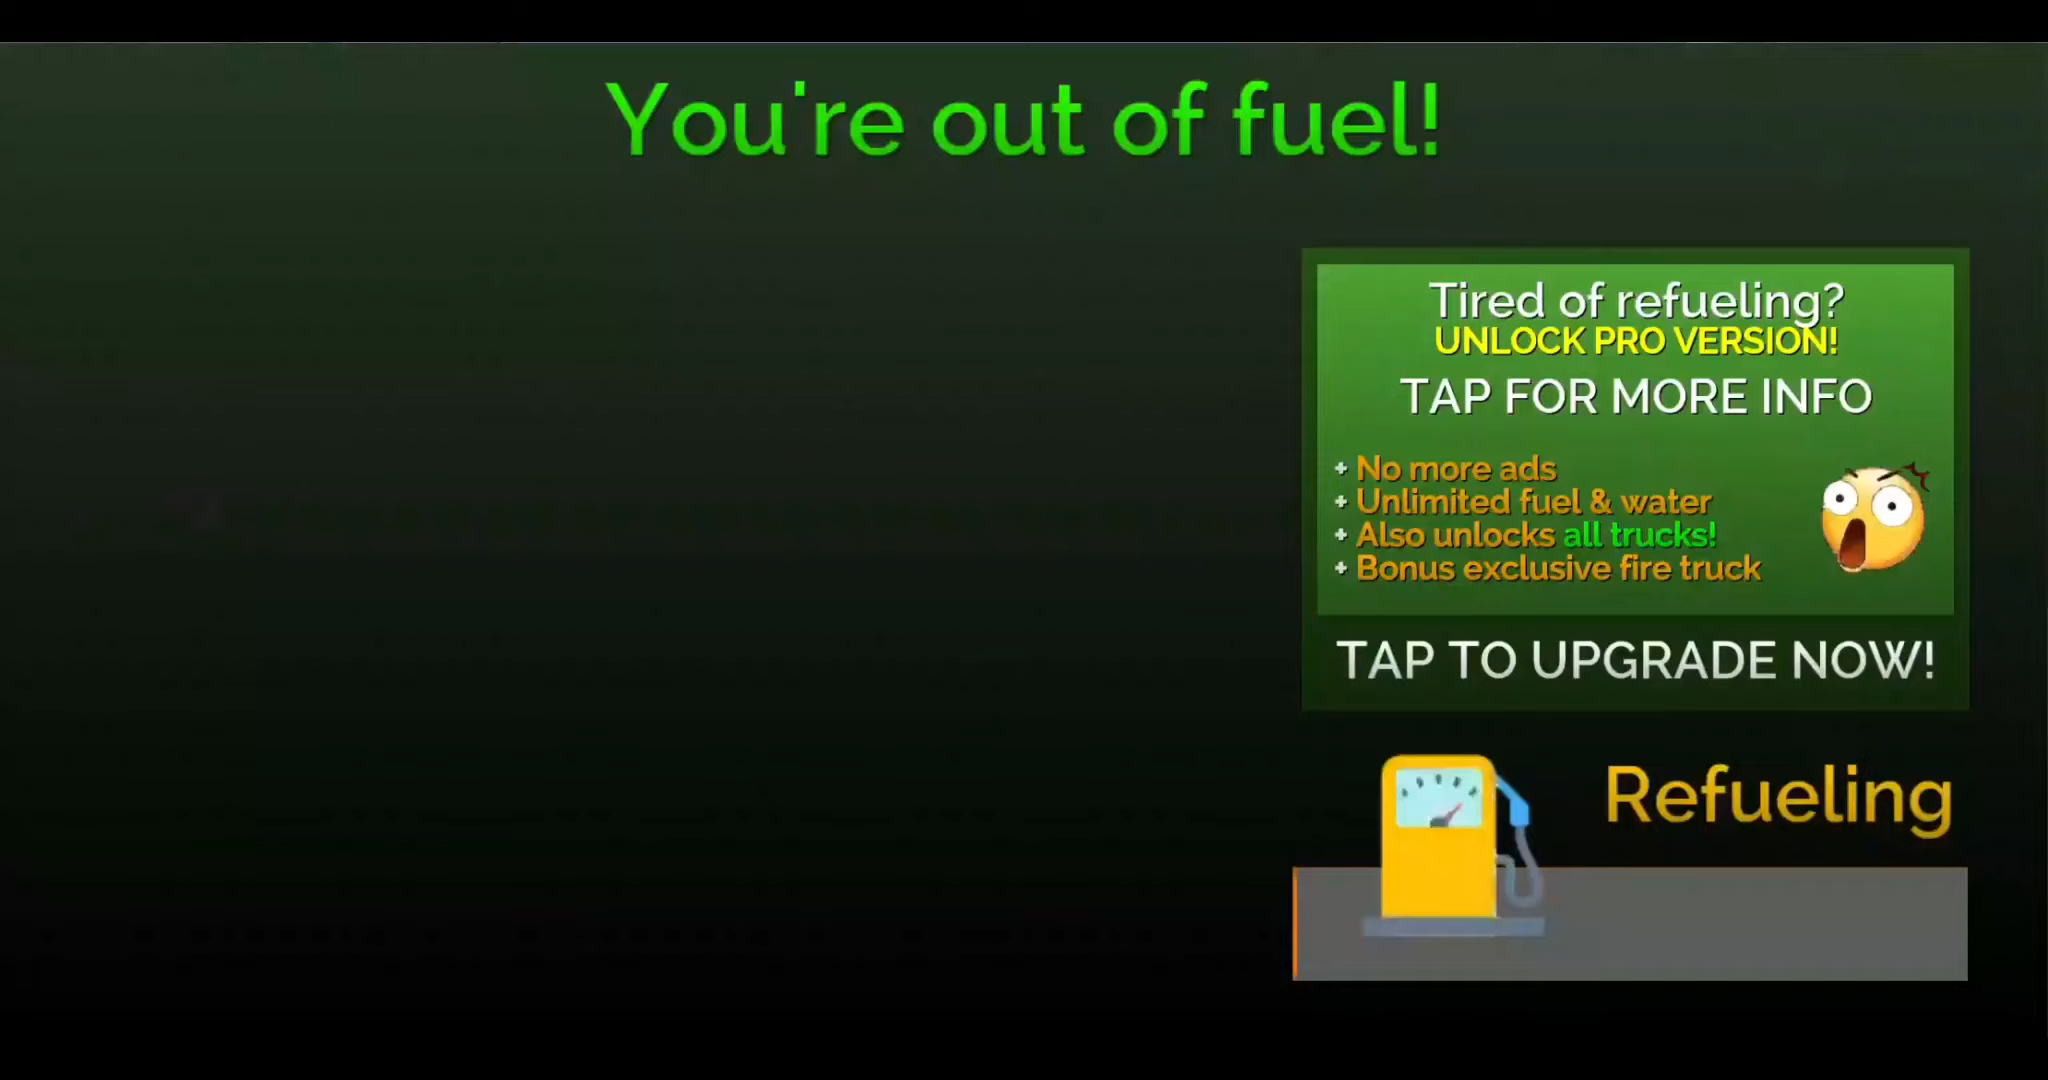 You're out of fuel!
Tired of refueling?
UNLOCK PRO VERSION!
TAP FOR MORE INFO
+ No more ads
+ Unlimited fuel & water
+ Also unlocks all trucks!
+ Bonus exclusive fire truck
TAP TO UPGRADE NOW!
Refueling